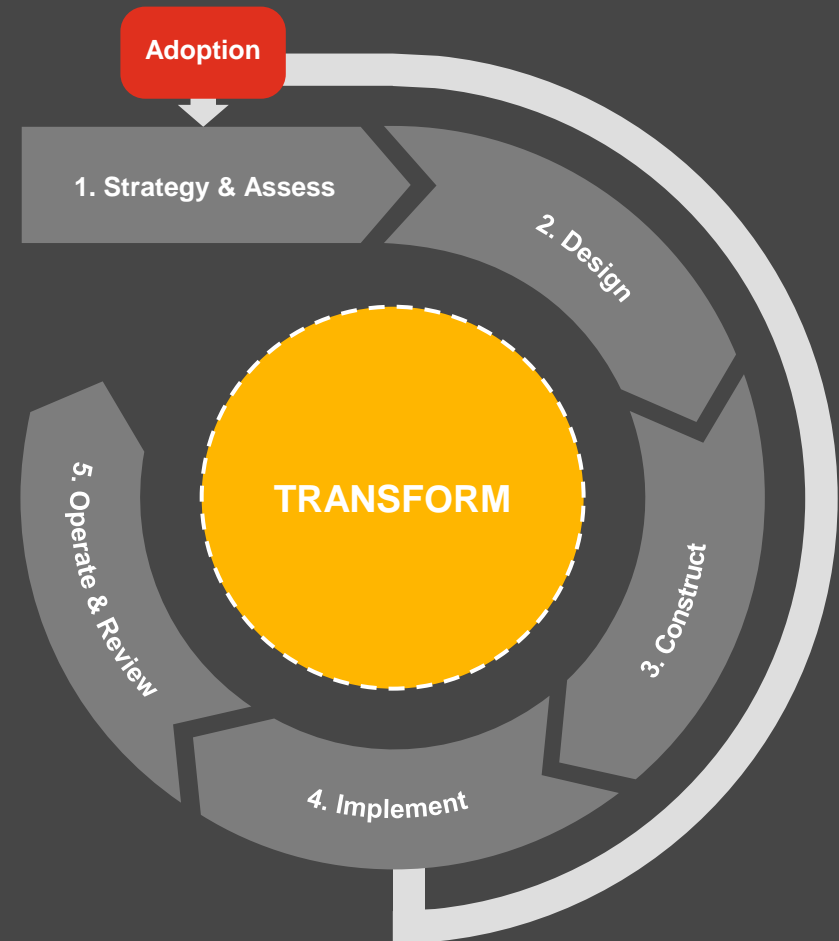 Adoption
1. Strategy & Assess
2. Design
3. Construct
4. Implement
5. Operate & Review
TRANSFORM